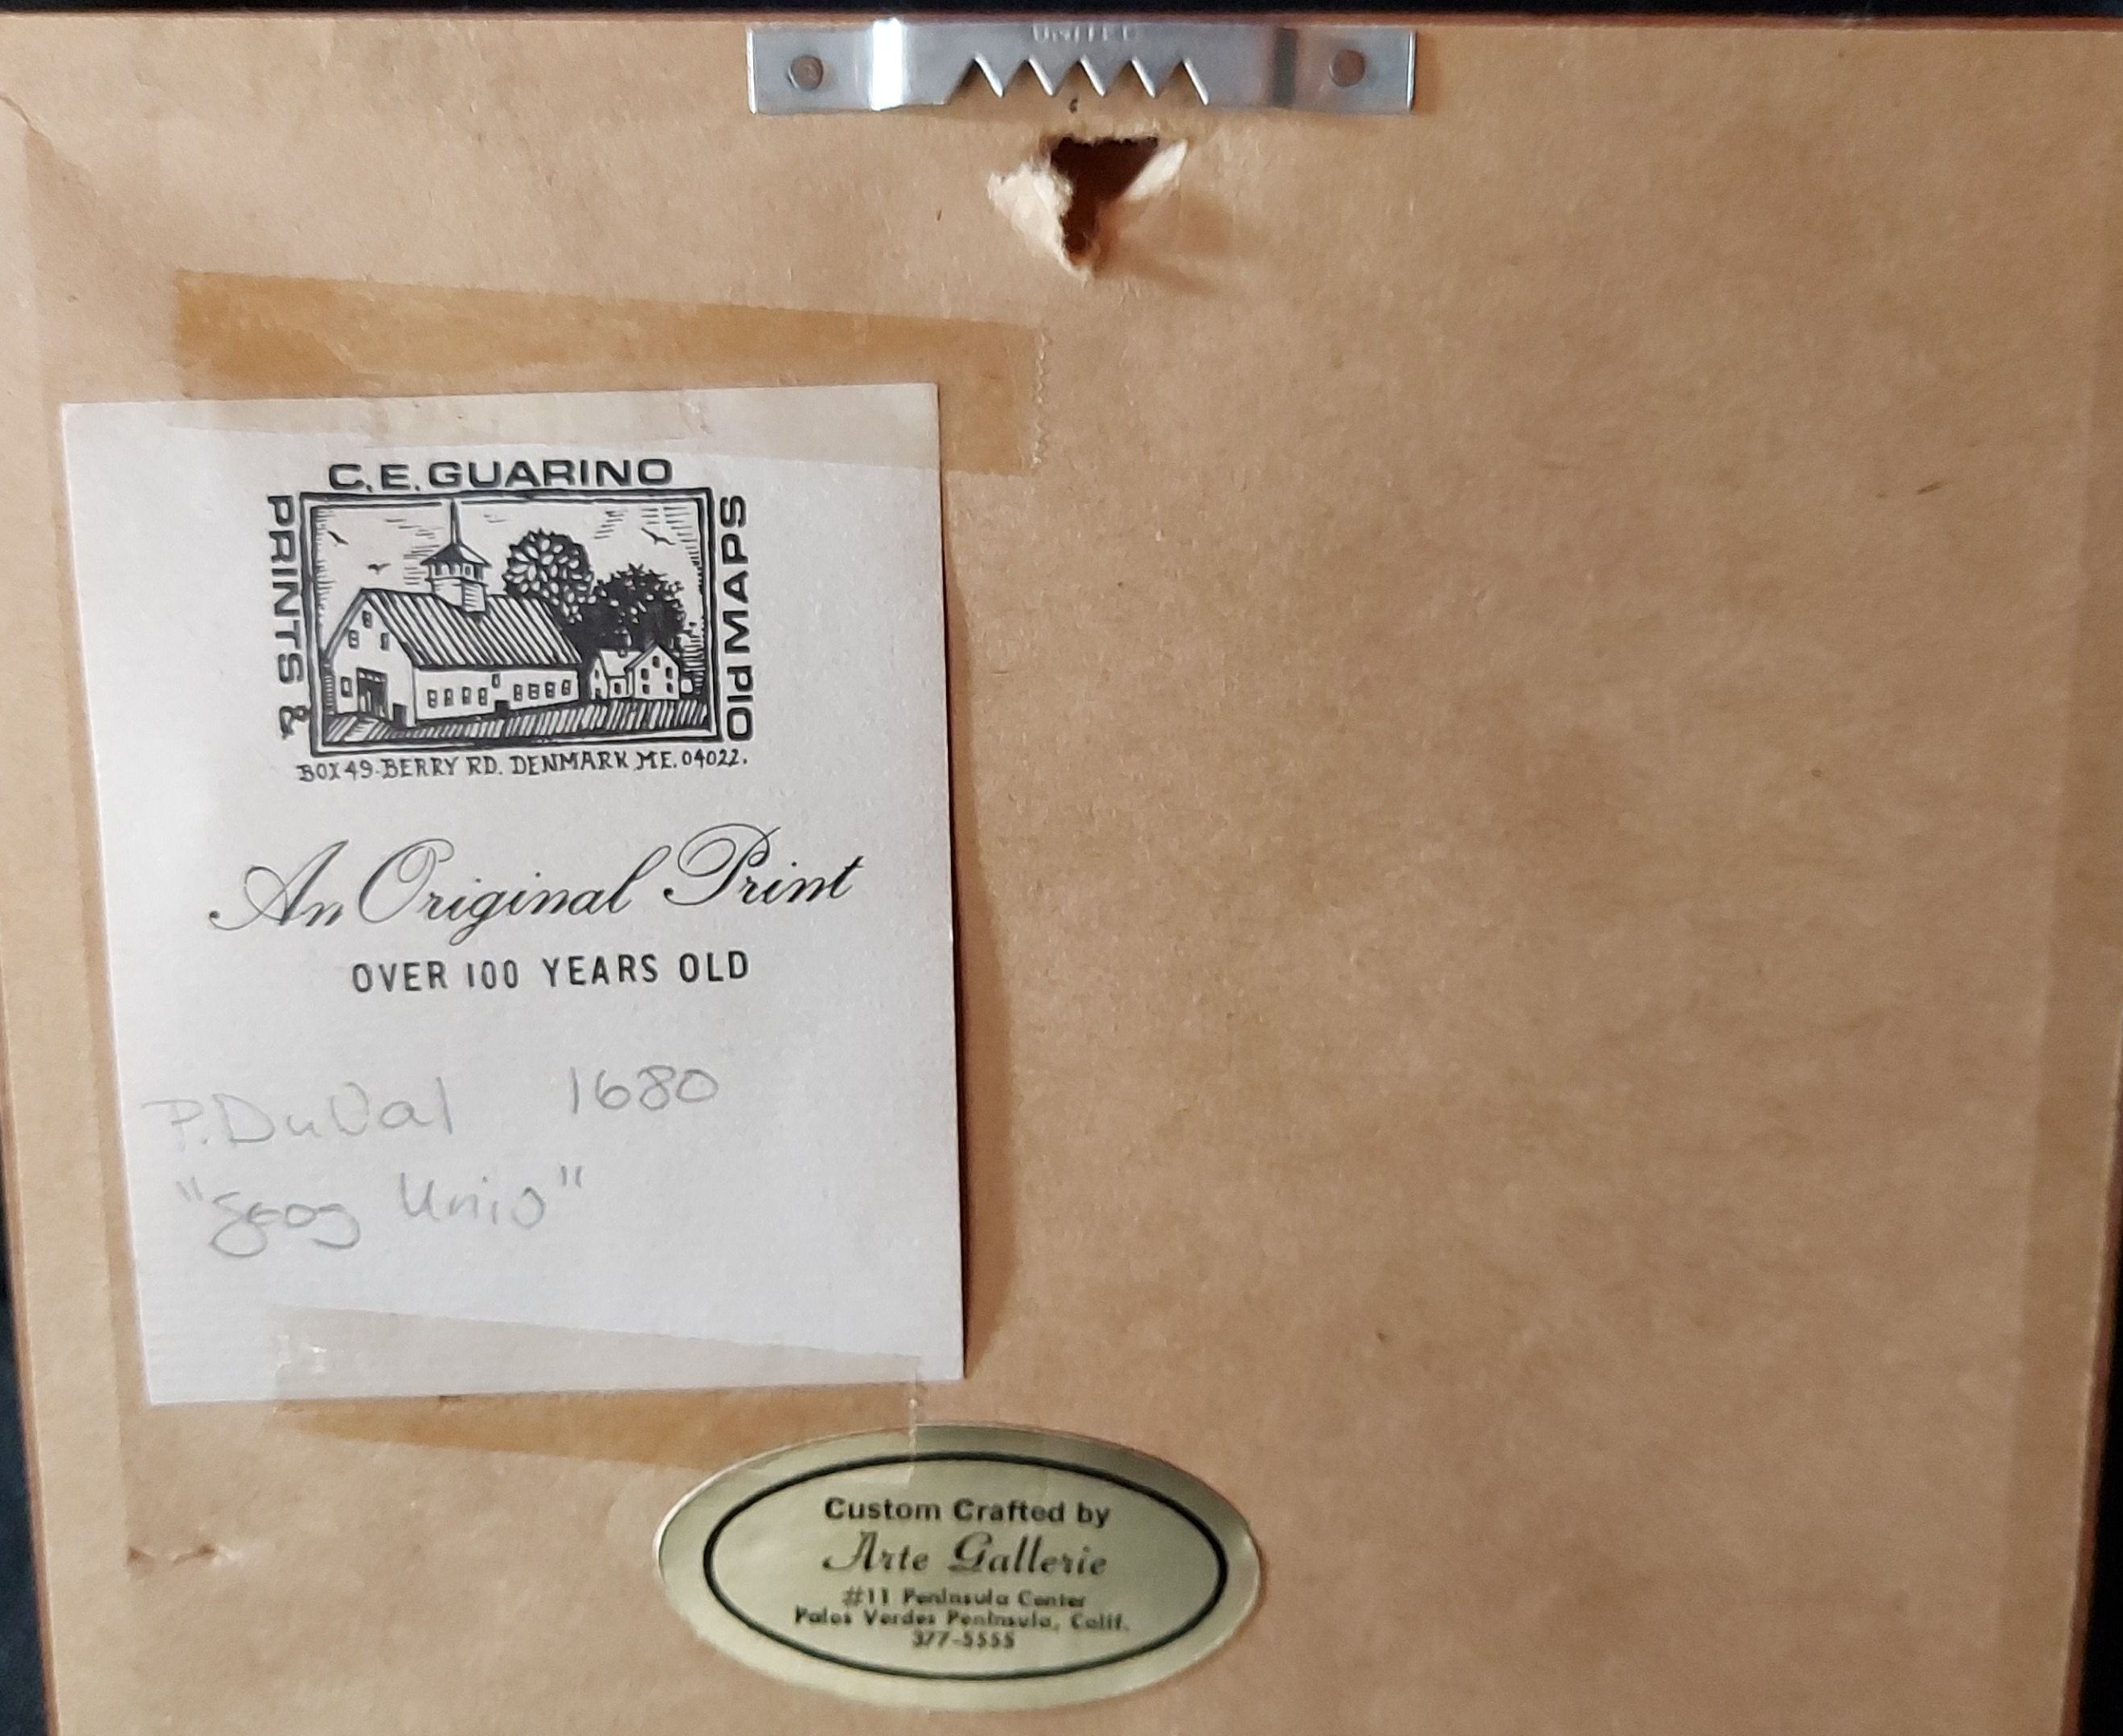 UNITED
C.E. GUARINO
PRINTS &
Old MAPS
BOX 49-BERRY RD. DENMARK ME. 04022.
An Original Print
OVER 100 YEARS OLD
P. DuVal 1680
"Geog Univ"
Custom Crafted by
Arte Gallerie
#11 Peninsula Center
Palos Verdes Peninsula, Calif.
377-5555